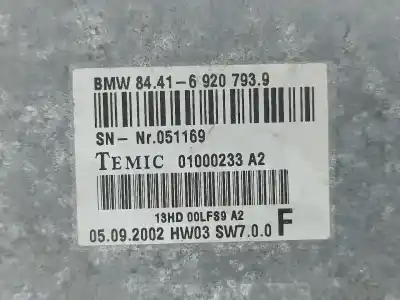 BMW 84.41-6 920 793.9
SN- Nr.051169
TEMIC 01000233 A2
13HD 00LFS9 A2
05.09.2002 HW03 SW7.0.0 F